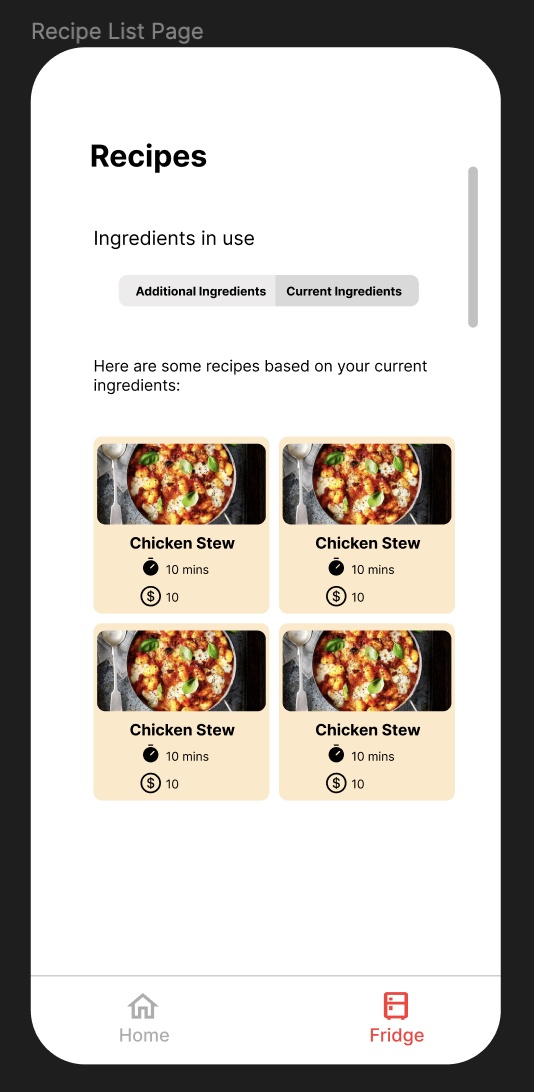 Recipe List Page
Recipes
Ingredients in use
Additional Ingredients Current Ingredients
Here are some recipes based on your current
ingredients:
Chicken Stew Chicken Stew
10 mins 10 mins
$ 10 $ 10
Chicken Stew Chicken Stew
10 mins 10 mins
$ 10 $ 10
Home Fridge